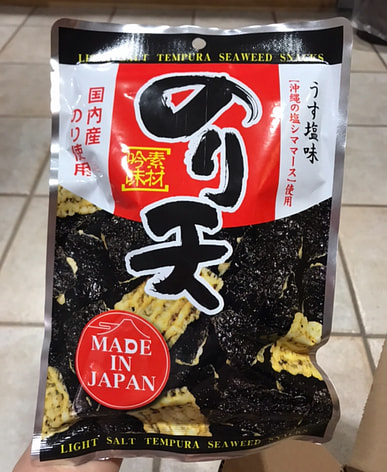 LIGHT SALT TEMPURA SEAWEED SNACKS
うす塩味
[沖縄の塩シママース]使用
のり天
素材
吟味
国内産
のり使用
MADE
IN
JAPAN
LIGHT SALT TEMPURA SEAWEED SNACKS